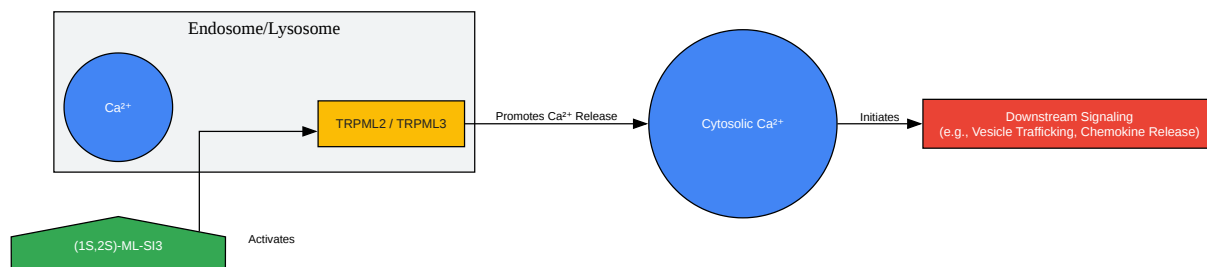 Endosome/Lysosome
Ca²⁺
TRPML2 / TRPML3
Promotes Ca²⁺ Release
Cytosolic Ca²⁺
Initiates
Downstream Signaling
(e.g., Vesicle Trafficking, Chemokine Release)
(1S,2S)-ML-SI3
Activates